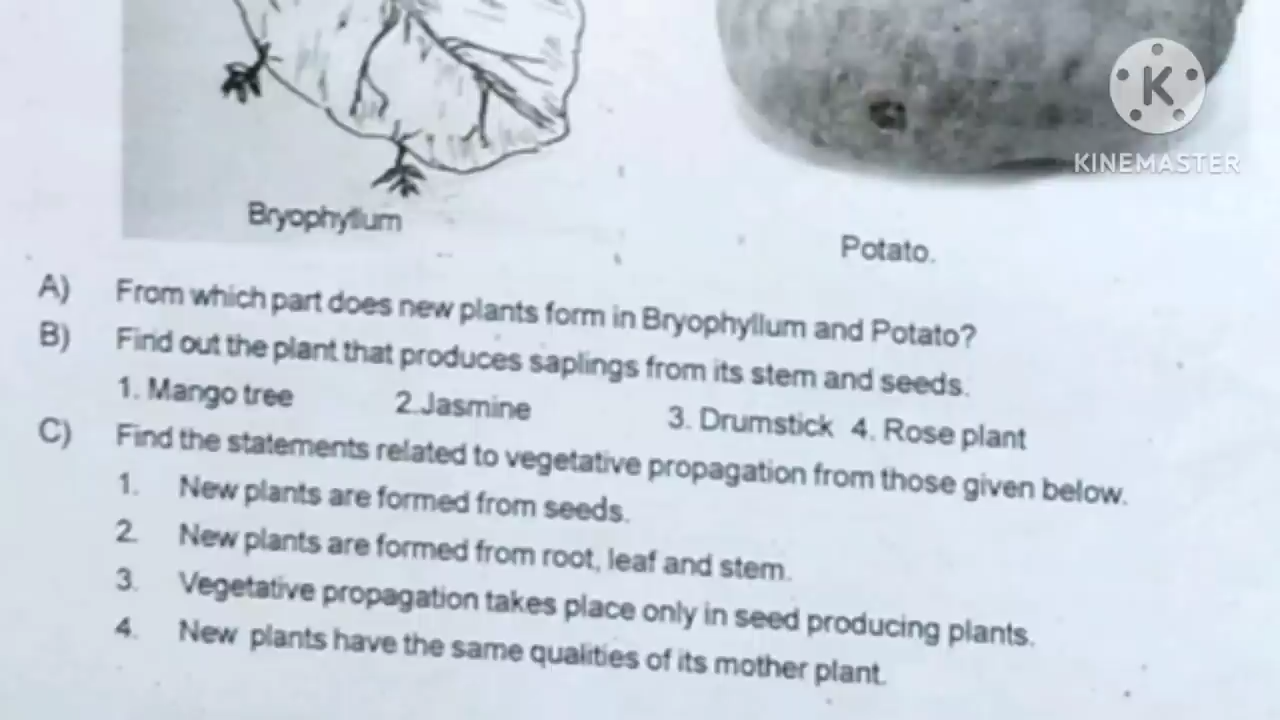 K
KINEMASTER
Bryophyllum
Potato.
A) From which part does new plants form in Bryophyllum and Potato?
B) Find out the plant that produces saplings from its stem and seeds.
1. Mango tree 2.Jasmine 3. Drumstick 4. Rose plant
C) Find the statements related to vegetative propagation from those given below.
1. New plants are formed from seeds.
2. New plants are formed from root, leaf and stem.
3. Vegetative propagation takes place only in seed producing plants.
4. New plants have the same qualities of its mother plant.